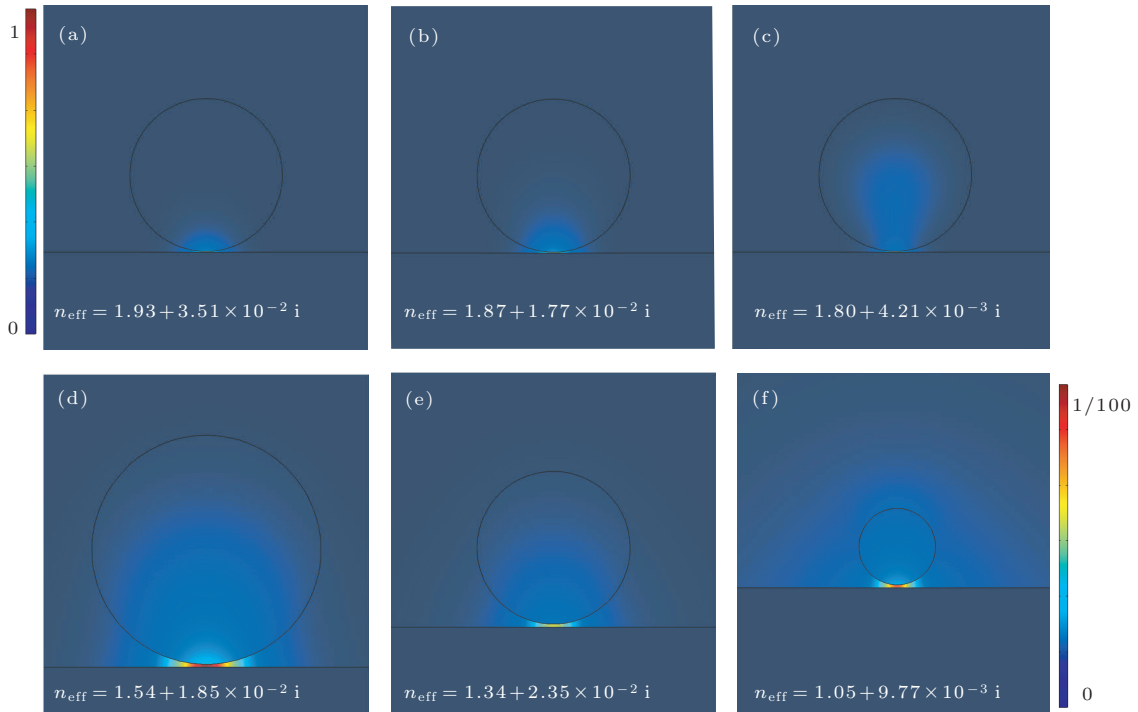 1
0
(a)
n_eff = 1.93+3.51×10⁻² i
(b)
n_eff = 1.87+1.77×10⁻² i
(c)
n_eff = 1.80+4.21×10⁻³ i
(d)
n_eff = 1.54+1.85×10⁻² i
(e)
n_eff = 1.34+2.35×10⁻² i
(f)
n_eff = 1.05+9.77×10⁻³ i
1/100
0